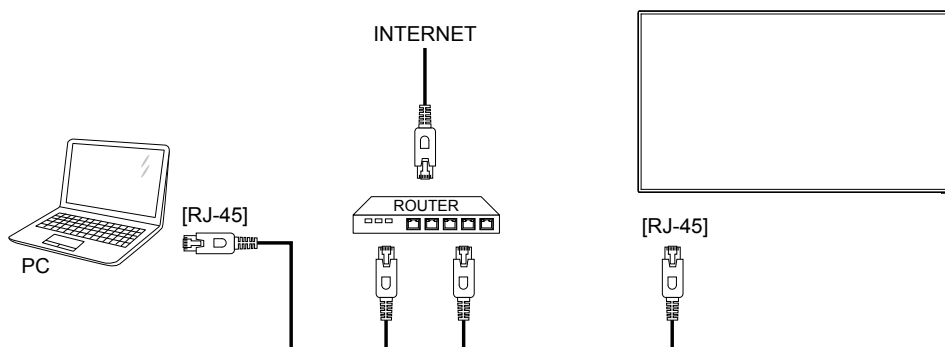 INTERNET
ROUTER
[RJ-45]
[RJ-45]
PC